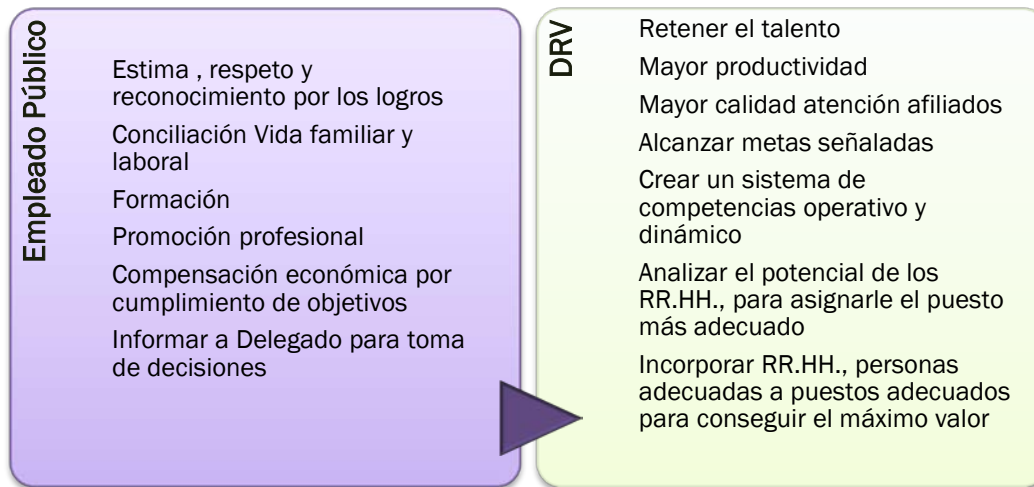 Empleado Público
Estima , respeto y
reconocimiento por los logros
Conciliación Vida familiar y
laboral
Formación
Promoción profesional
Compensación económica por
cumplimiento de objetivos
Informar a Delegado para toma
de decisiones
DRV
Retener el talento
Mayor productividad
Mayor calidad atención afiliados
Alcanzar metas señaladas
Crear un sistema de
competencias operativo y
dinámico
Analizar el potencial de los
RR.HH., para asignarle el puesto
más adecuado
Incorporar RR.HH., personas
adecuadas a puestos adecuados
para conseguir el máximo valor